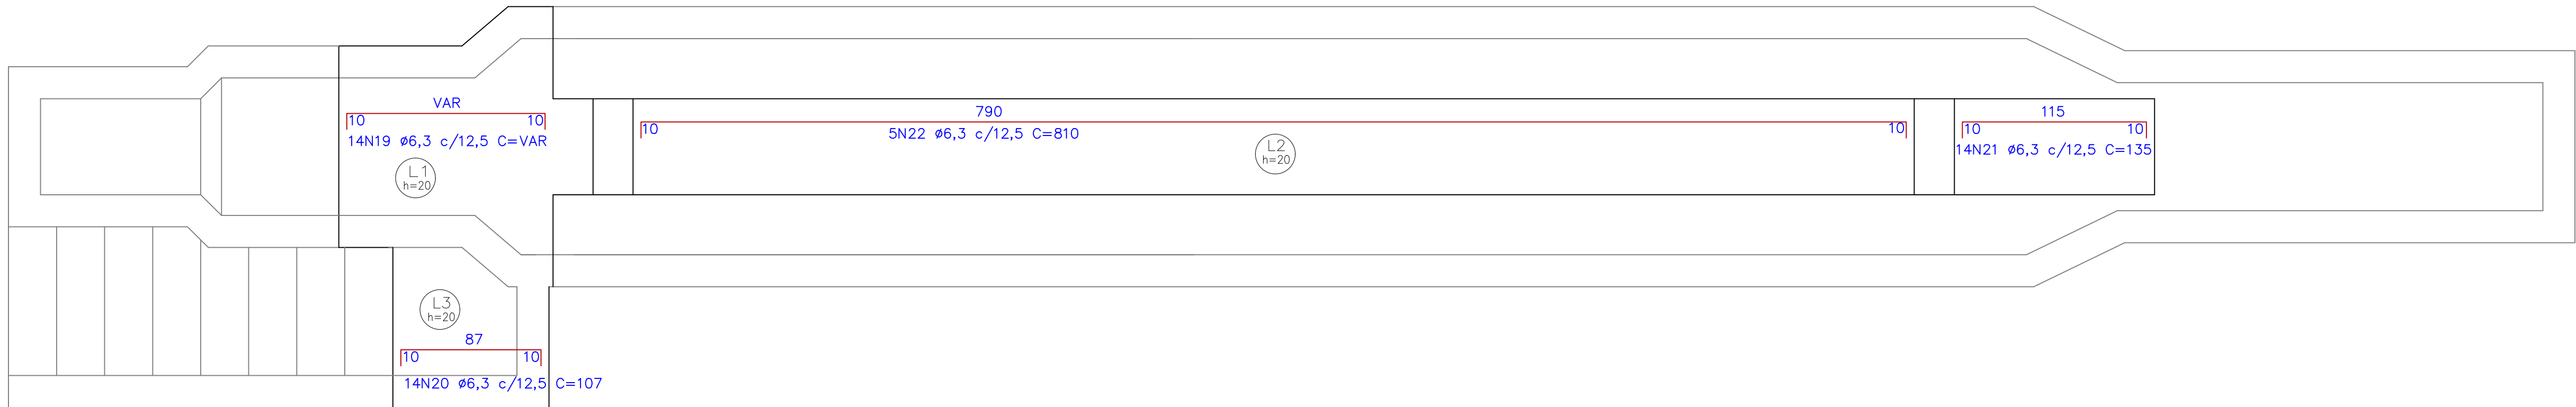 VAR
10 10
14N19 ø6,3 c/12,5 C=VAR
L1
h=20
790
10 10
5N22 ø6,3 c/12,5 C=810
L2
h=20
115
10 10
14N21 ø6,3 c/12,5 C=135
L3
h=20
87
10 10
14N20 ø6,3 c/12,5 C=107